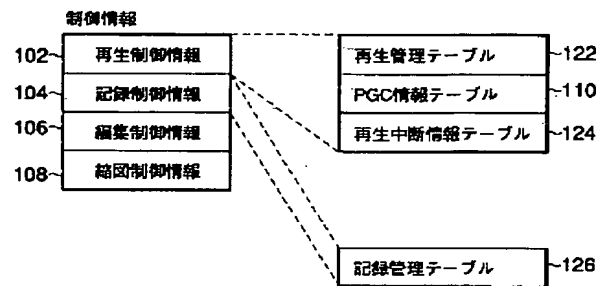 制御情報
102 再生制御情報
104 記録制御情報
106 編集制御情報
108 縮図制御情報
再生管理テーブル 122
PGC情報テーブル 110
再生中断情報テーブル 124
記録管理テーブル 126